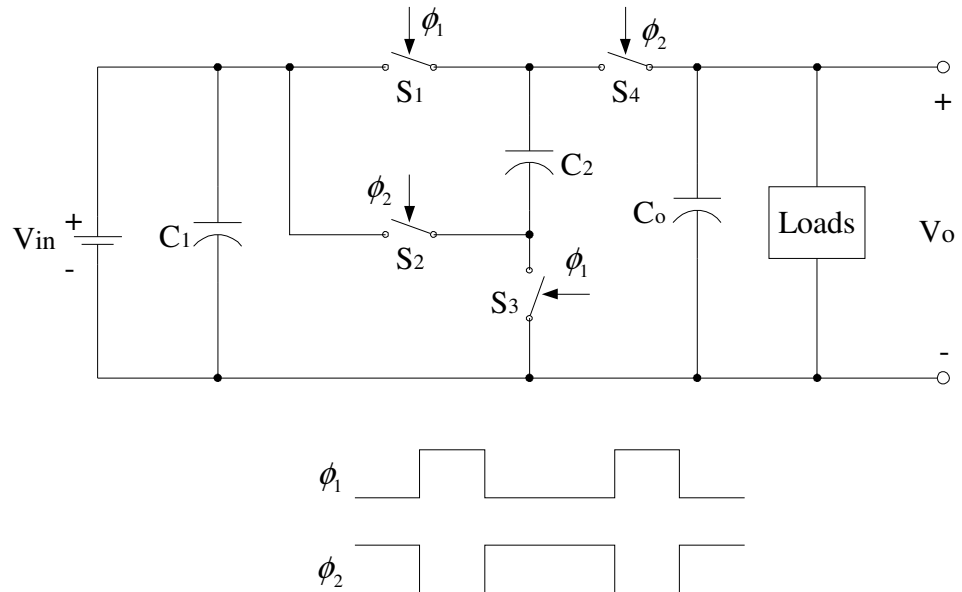 ϕ₁
ϕ₂
S₁
S₄
+
C₂
ϕ₂
Vin
+
-
C₁
Co
Loads
Vo
S₂
ϕ₁
S₃
-
ϕ₁
ϕ₂